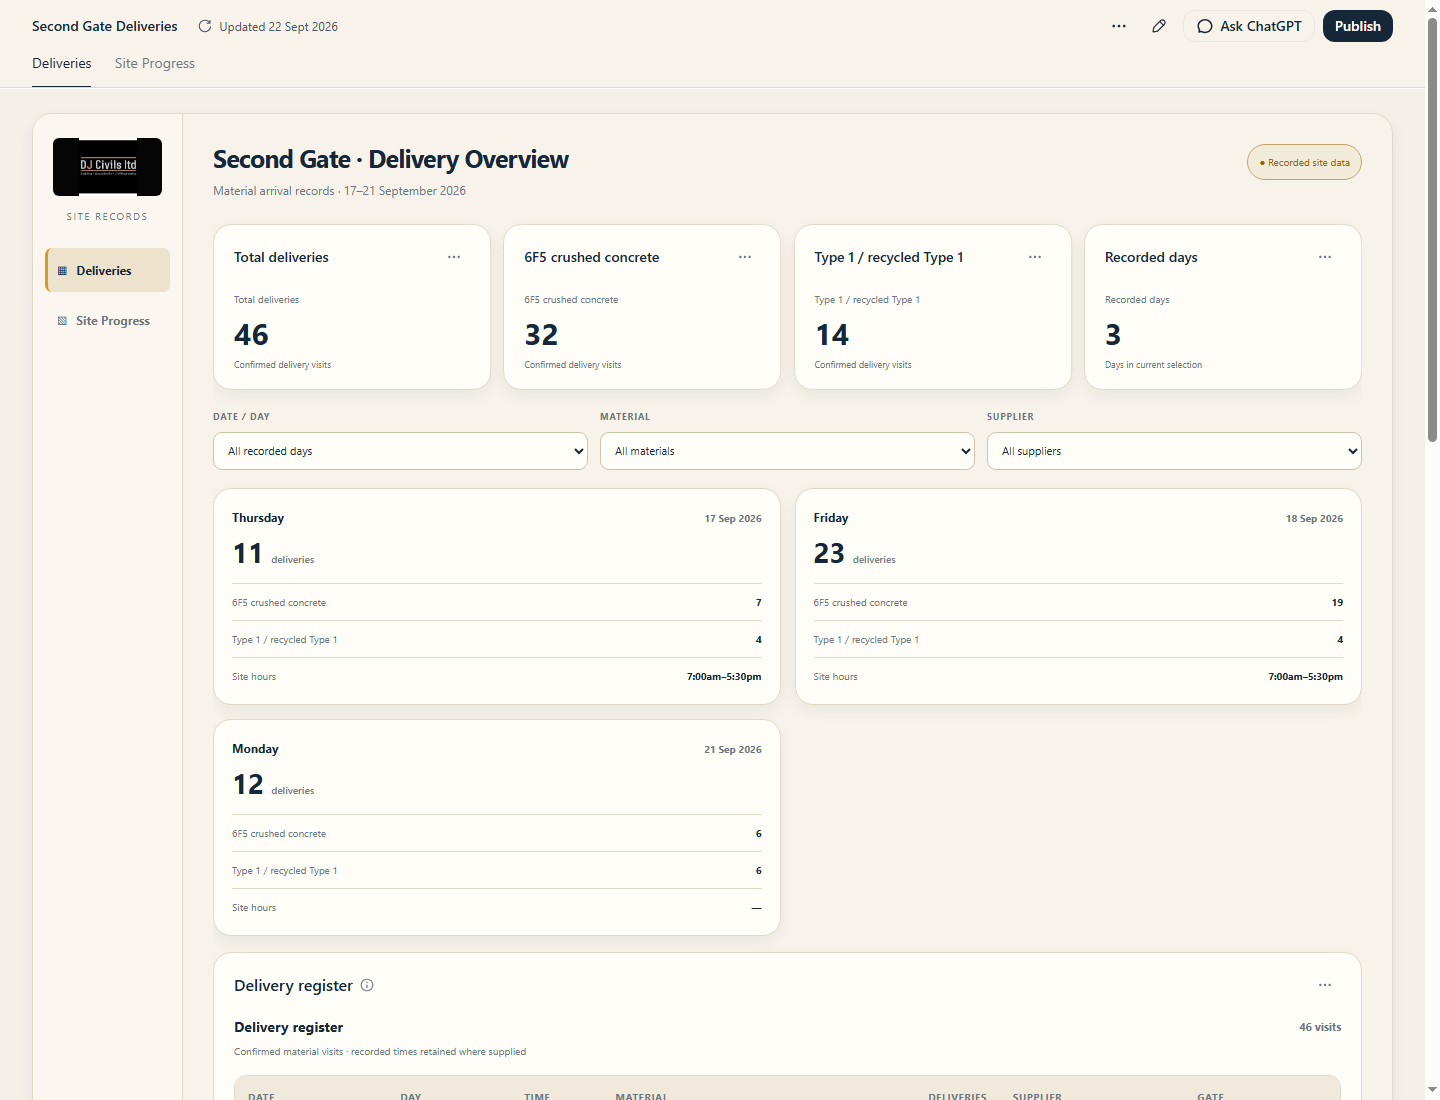 Second Gate Deliveries
Updated 22 Sept 2026
Ask ChatGPT
Publish
Deliveries
Site Progress
DJ Civils ltd
SITE RECORDS
Deliveries
Site Progress
Second Gate · Delivery Overview
Material arrival records · 17–21 September 2026
● Recorded site data
Total deliveries
Total deliveries
46
Confirmed delivery visits
6F5 crushed concrete
6F5 crushed concrete
32
Confirmed delivery visits
Type 1 / recycled Type 1
Type 1 / recycled Type 1
14
Confirmed delivery visits
Recorded days
Recorded days
3
Days in current selection
DATE / DAY
All recorded days
MATERIAL
All materials
SUPPLIER
All suppliers
Thursday 17 Sep 2026
11 deliveries
6F5 crushed concrete 7
Type 1 / recycled Type 1 4
Site hours 7:00am–5:30pm
Friday 18 Sep 2026
23 deliveries
6F5 crushed concrete 19
Type 1 / recycled Type 1 4
Site hours 7:00am–5:30pm
Monday 21 Sep 2026
12 deliveries
6F5 crushed concrete 6
Type 1 / recycled Type 1 6
Site hours —
Delivery register
Delivery register 46 visits
Confirmed material visits · recorded times retained where supplied
DATE DAY TIME MATERIAL DELIVERIES SUPPLIER GATE